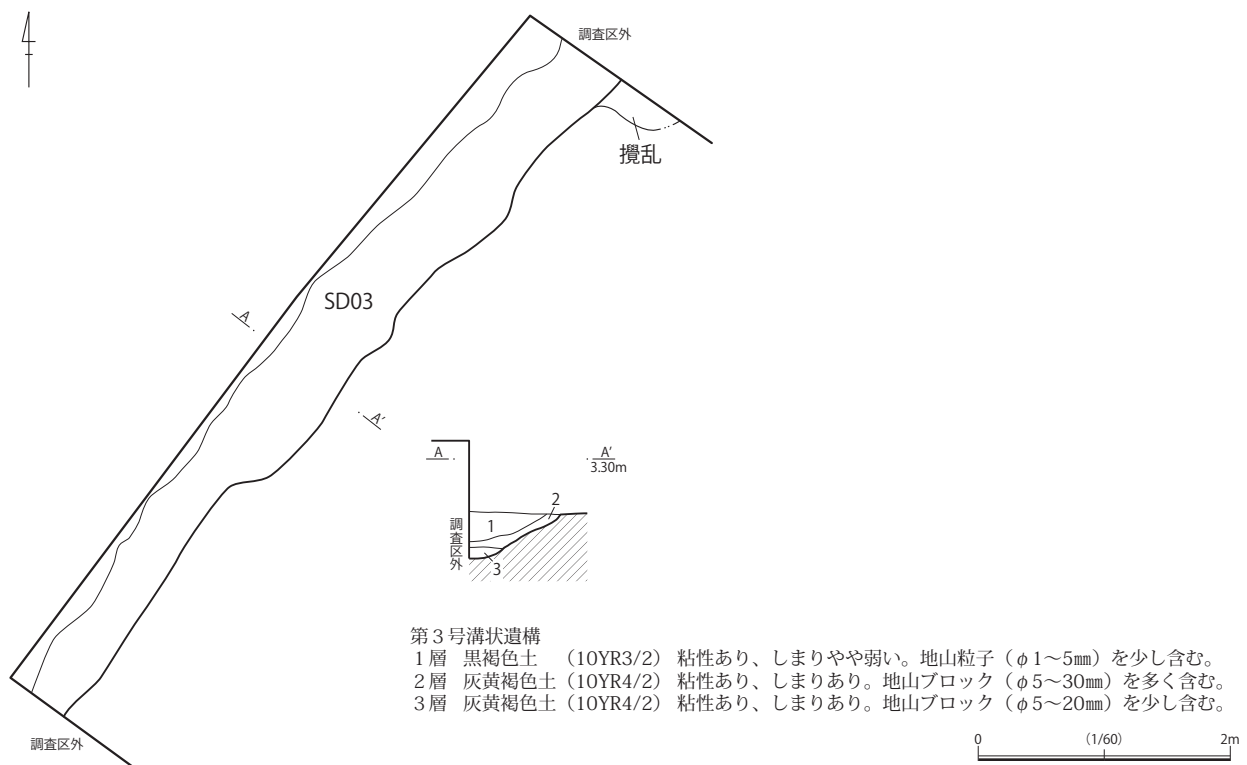 調査区外
攪乱
SD03
A
A'
A
A'
3.30m
2
1
調査区外
3
第３号溝状遺構
１層 黒褐色土 （10YR3/2） 粘性あり、しまりやや弱い。地山粒子（φ1～5㎜）を少し含む。
２層 灰黄褐色土（10YR4/2） 粘性あり、しまりあり。地山ブロック（φ5～30㎜）を多く含む。
３層 灰黄褐色土（10YR4/2） 粘性あり、しまりあり。地山ブロック（φ5～20㎜）を少し含む。
調査区外
0 (1/60) 2m